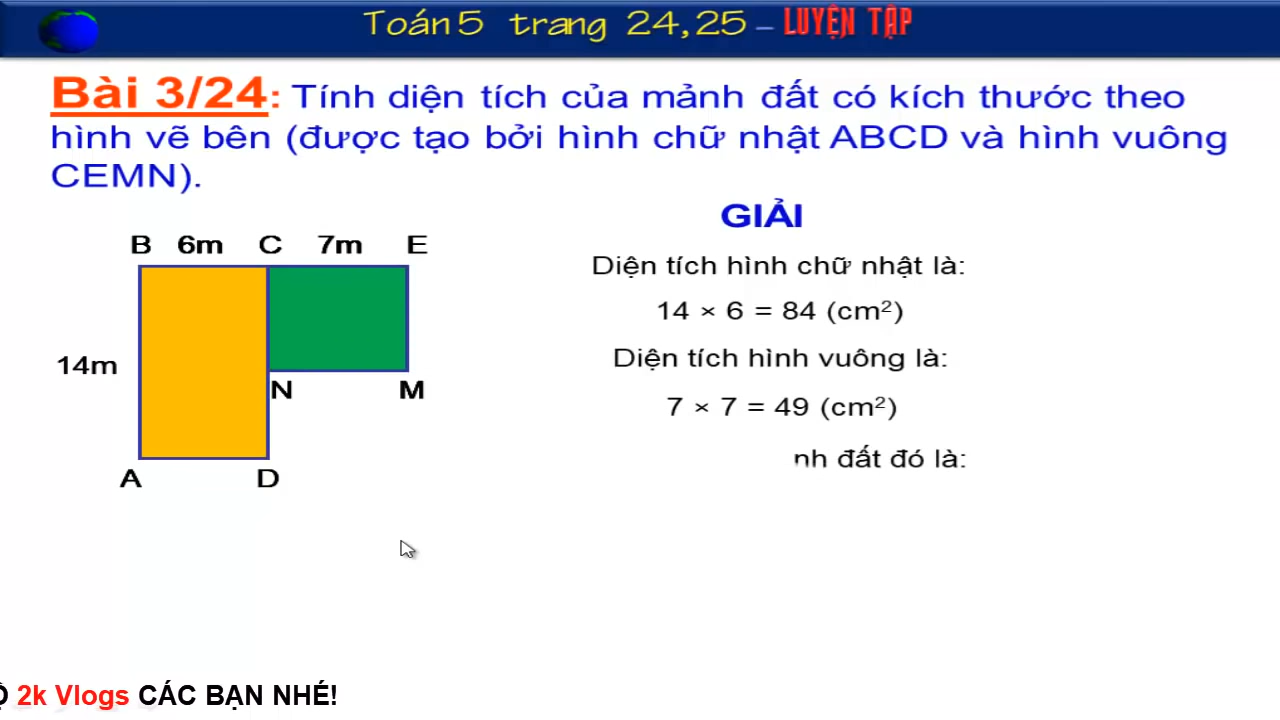 Toán 5 trang 24,25 – LUYỆN TẬP
Bài 3/24: Tính diện tích của mảnh đất có kích thước theo
hình vẽ bên (được tạo bởi hình chữ nhật ABCD và hình vuông
CEMN).
GIẢI
B 6m C 7m E
Diện tích hình chữ nhật là:
14 × 6 = 84 (cm²)
14m
Diện tích hình vuông là:
N M
7 × 7 = 49 (cm²)
nh đất đó là:
A D
2k Vlogs CÁC BẠN NHÉ!